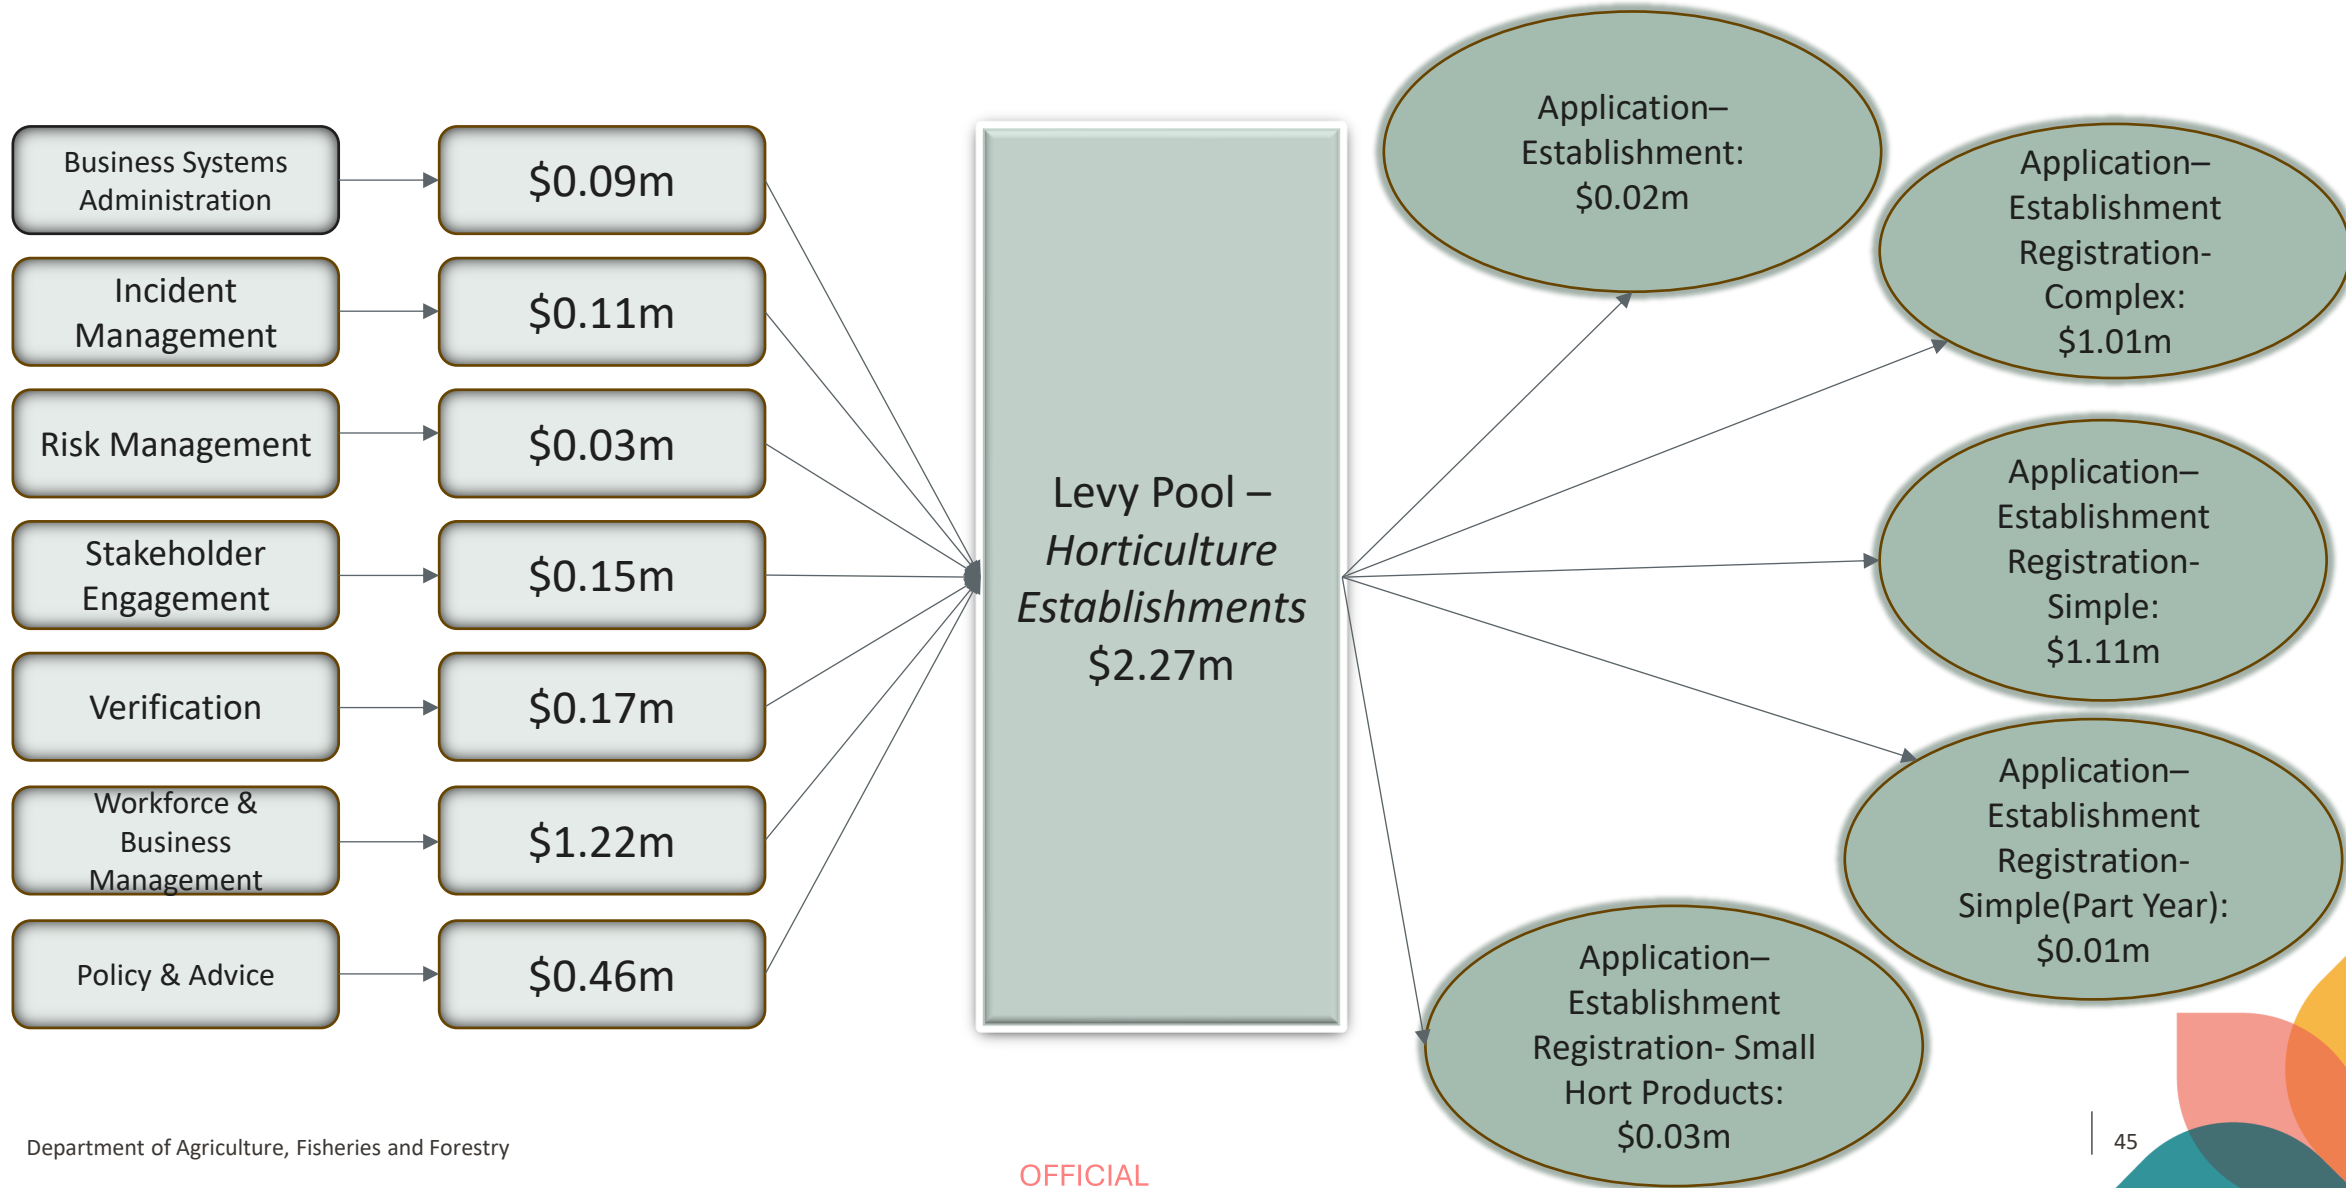 Business Systems
Administration
$0.09m
Incident
Management
$0.11m
Risk Management
$0.03m
Stakeholder
Engagement
$0.15m
Verification
$0.17m
Workforce &
Business
Management
$1.22m
Policy & Advice
$0.46m
Levy Pool –
Horticulture
Establishments
$2.27m
Application–
Establishment:
$0.02m
Application–
Establishment
Registration-
Complex:
$1.01m
Application–
Establishment
Registration-
Simple:
$1.11m
Application–
Establishment
Registration-
Simple(Part Year):
$0.01m
Application–
Establishment
Registration- Small
Hort Products:
$0.03m
Department of Agriculture, Fisheries and Forestry
OFFICIAL
45